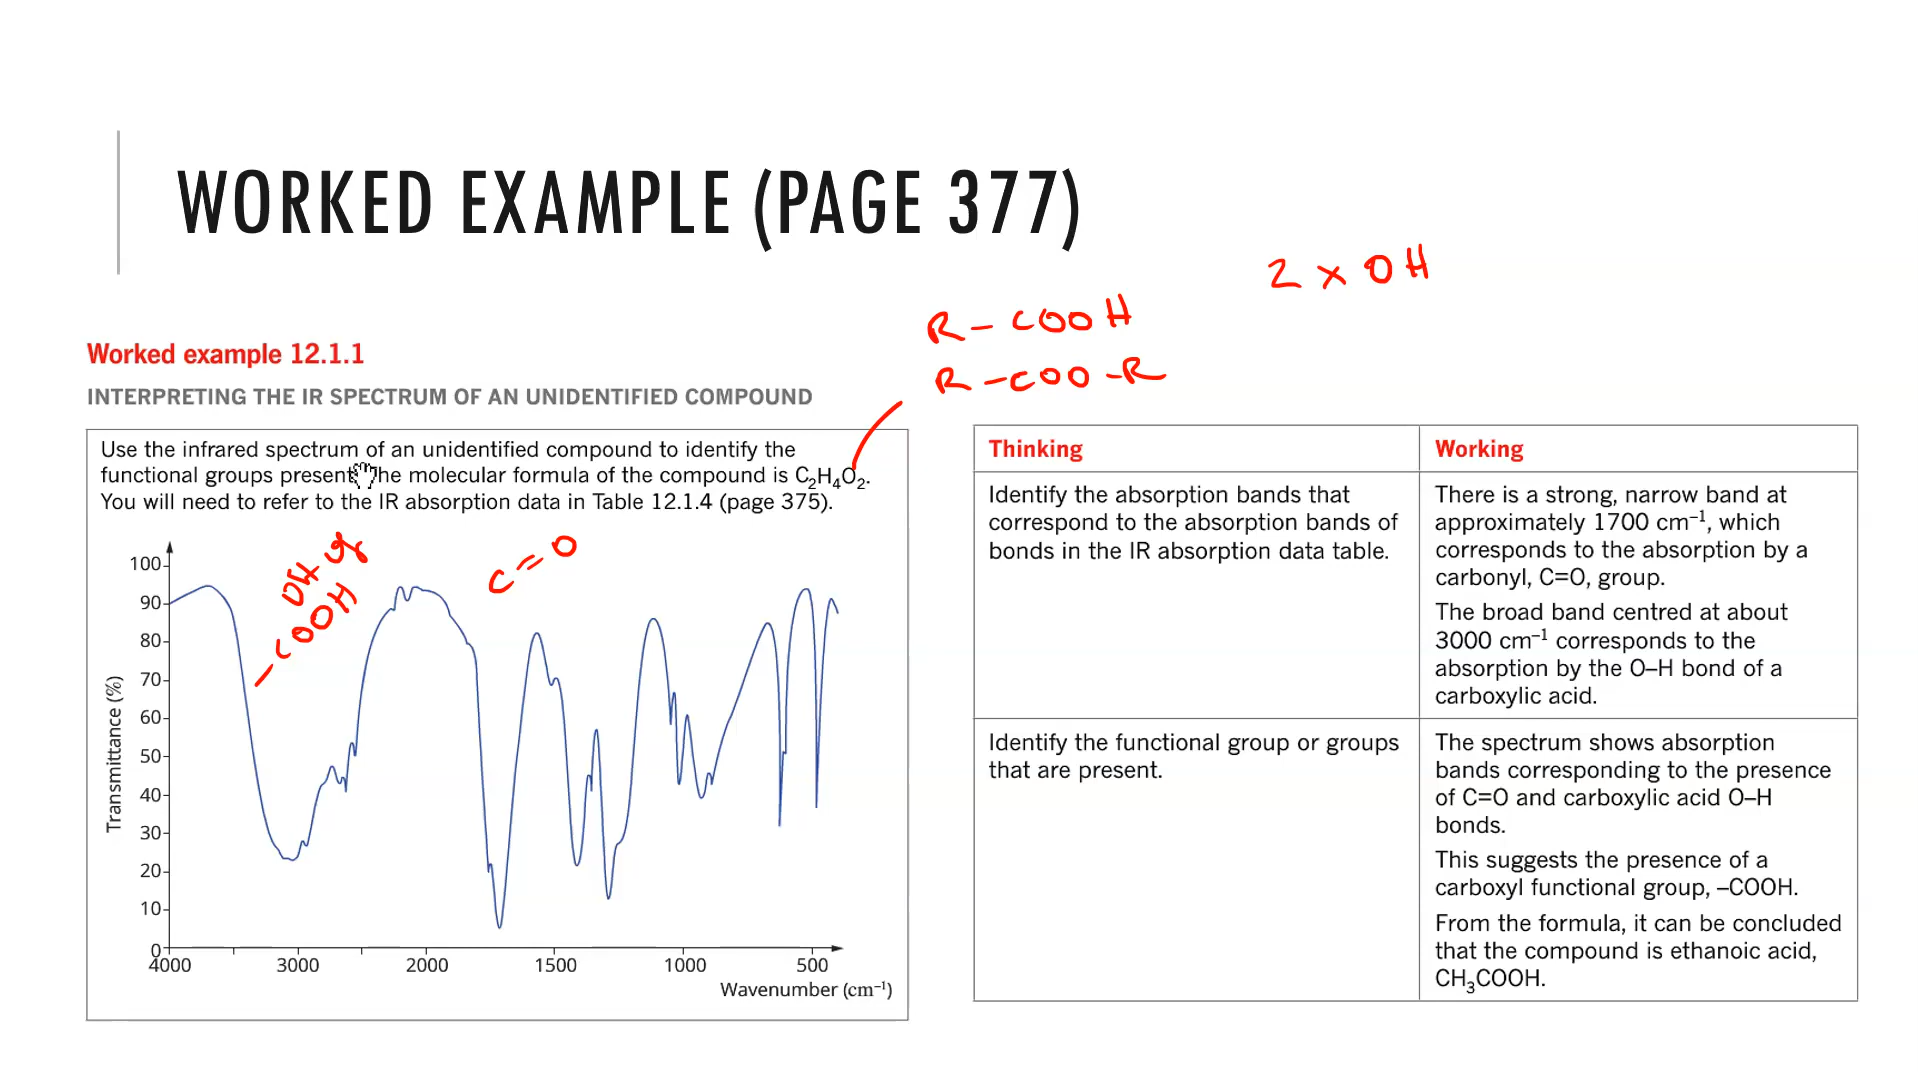 WORKED EXAMPLE (PAGE 377)
2 x OH
R - COOH
R - COO - R
Worked example 12.1.1
INTERPRETING THE IR SPECTRUM OF AN UNIDENTIFIED COMPOUND
Use the infrared spectrum of an unidentified compound to identify the
functional groups present. The molecular formula of the compound is C₂H₄O₂.
You will need to refer to the IR absorption data in Table 12.1.4 (page 375).
OH
- COOH
C = O
Transmittance (%)
100
90
80
70
60
50
40
30
20
10
0
4000 3000 2000 1500 1000 500
Wavenumber (cm⁻¹)
Thinking
Working
Identify the absorption bands that
correspond to the absorption bands of
bonds in the IR absorption data table.
There is a strong, narrow band at
approximately 1700 cm⁻¹, which
corresponds to the absorption by a
carbonyl, C=O, group.
The broad band centred at about
3000 cm⁻¹ corresponds to the
absorption by the O–H bond of a
carboxylic acid.
Identify the functional group or groups
that are present.
The spectrum shows absorption
bands corresponding to the presence
of C=O and carboxylic acid O–H
bonds.
This suggests the presence of a
carboxyl functional group, –COOH.
From the formula, it can be concluded
that the compound is ethanoic acid,
CH₃COOH.